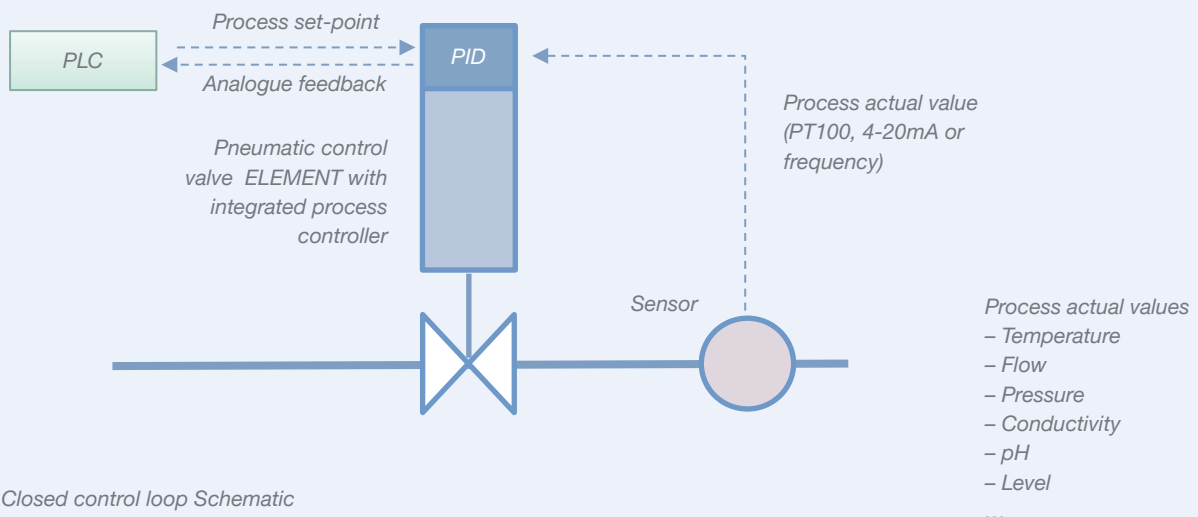 Process set-point
PLC
PID
Analogue feedback
Process actual value
(PT100, 4-20mA or
frequency)
Pneumatic control
valve ELEMENT with
integrated process
controller
Sensor
Process actual values
– Temperature
– Flow
– Pressure
– Conductivity
– pH
– Level
...
Closed control loop Schematic